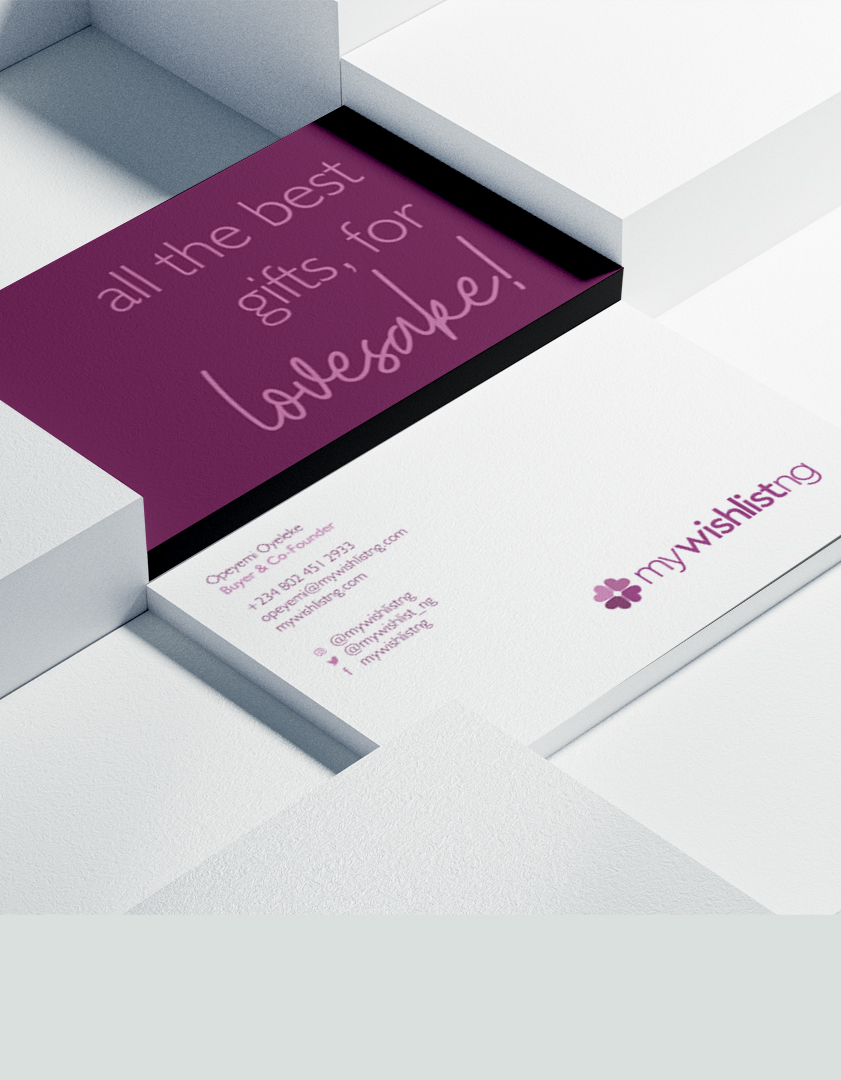 all the best
gifts, for
lovesake!
Opeyemi Oyeleke
Buyer & Co-Founder
+234 802 451 2933
opeyemi@mywishlistng.com
mywishlistng.com
@mywishlistng
@mywishlist_ng
mywishlistng
mywishlistng